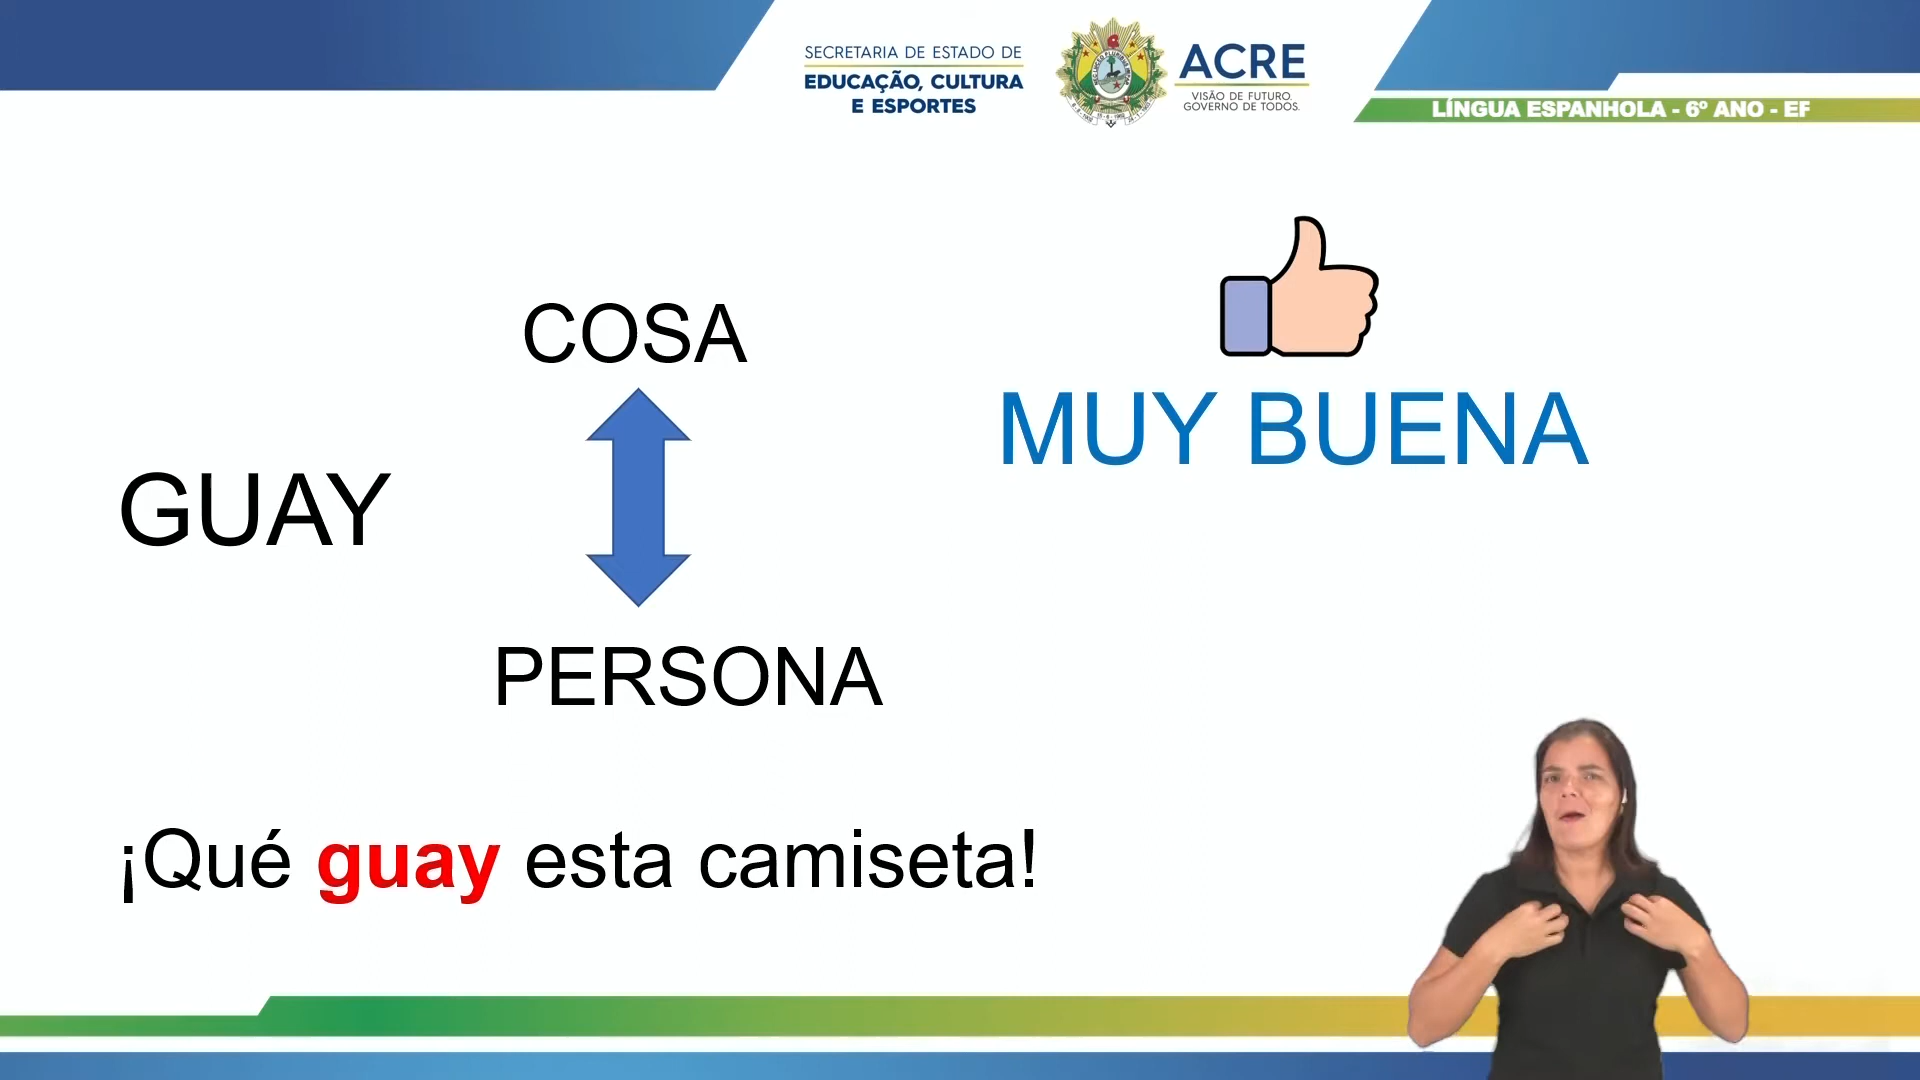 SECRETARIA DE ESTADO DE
EDUCAÇÃO, CULTURA
E ESPORTES
ACRE
VISÃO DE FUTURO.
GOVERNO DE TODOS.
LÍNGUA ESPANHOLA - 6º ANO - EF
COSA
MUY BUENA
GUAY
PERSONA
¡Qué guay esta camiseta!